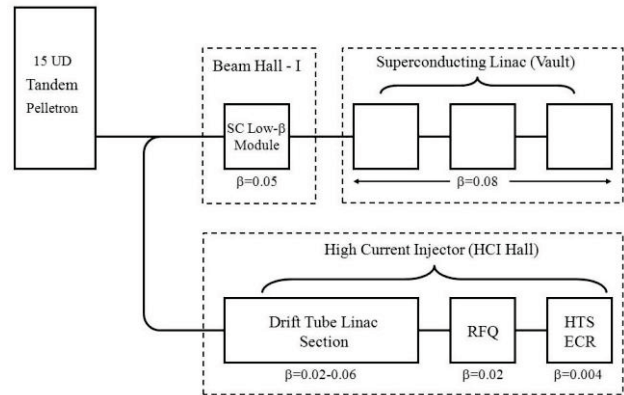 15 UD
Tandem
Pelletron
Beam Hall - I
SC Low-β
Module
β=0.05
Superconducting Linac (Vault)
β=0.08
High Current Injector (HCI Hall)
Drift Tube Linac
Section
β=0.02-0.06
RFQ
β=0.02
HTS
ECR
β=0.004